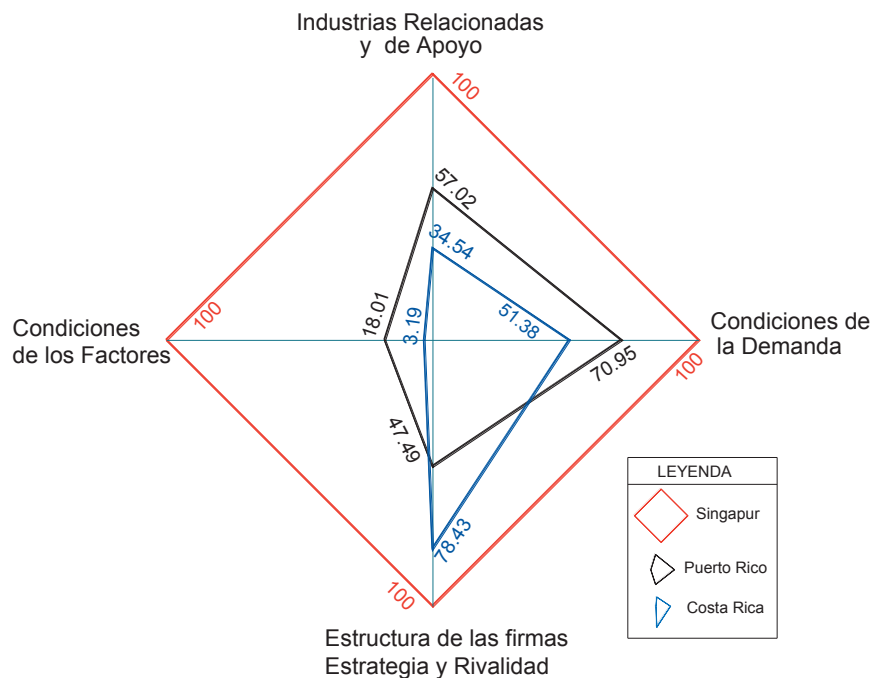 Industrias Relacionadas
y de Apoyo
100
57.02
34.54
51.38
18.01
3.19
100
Condiciones
de los Factores
Condiciones de
la Demanda
70.95
100
47.49
78.43
100
LEYENDA
Singapur
Puerto Rico
Costa Rica
Estructura de las firmas
Estrategia y Rivalidad